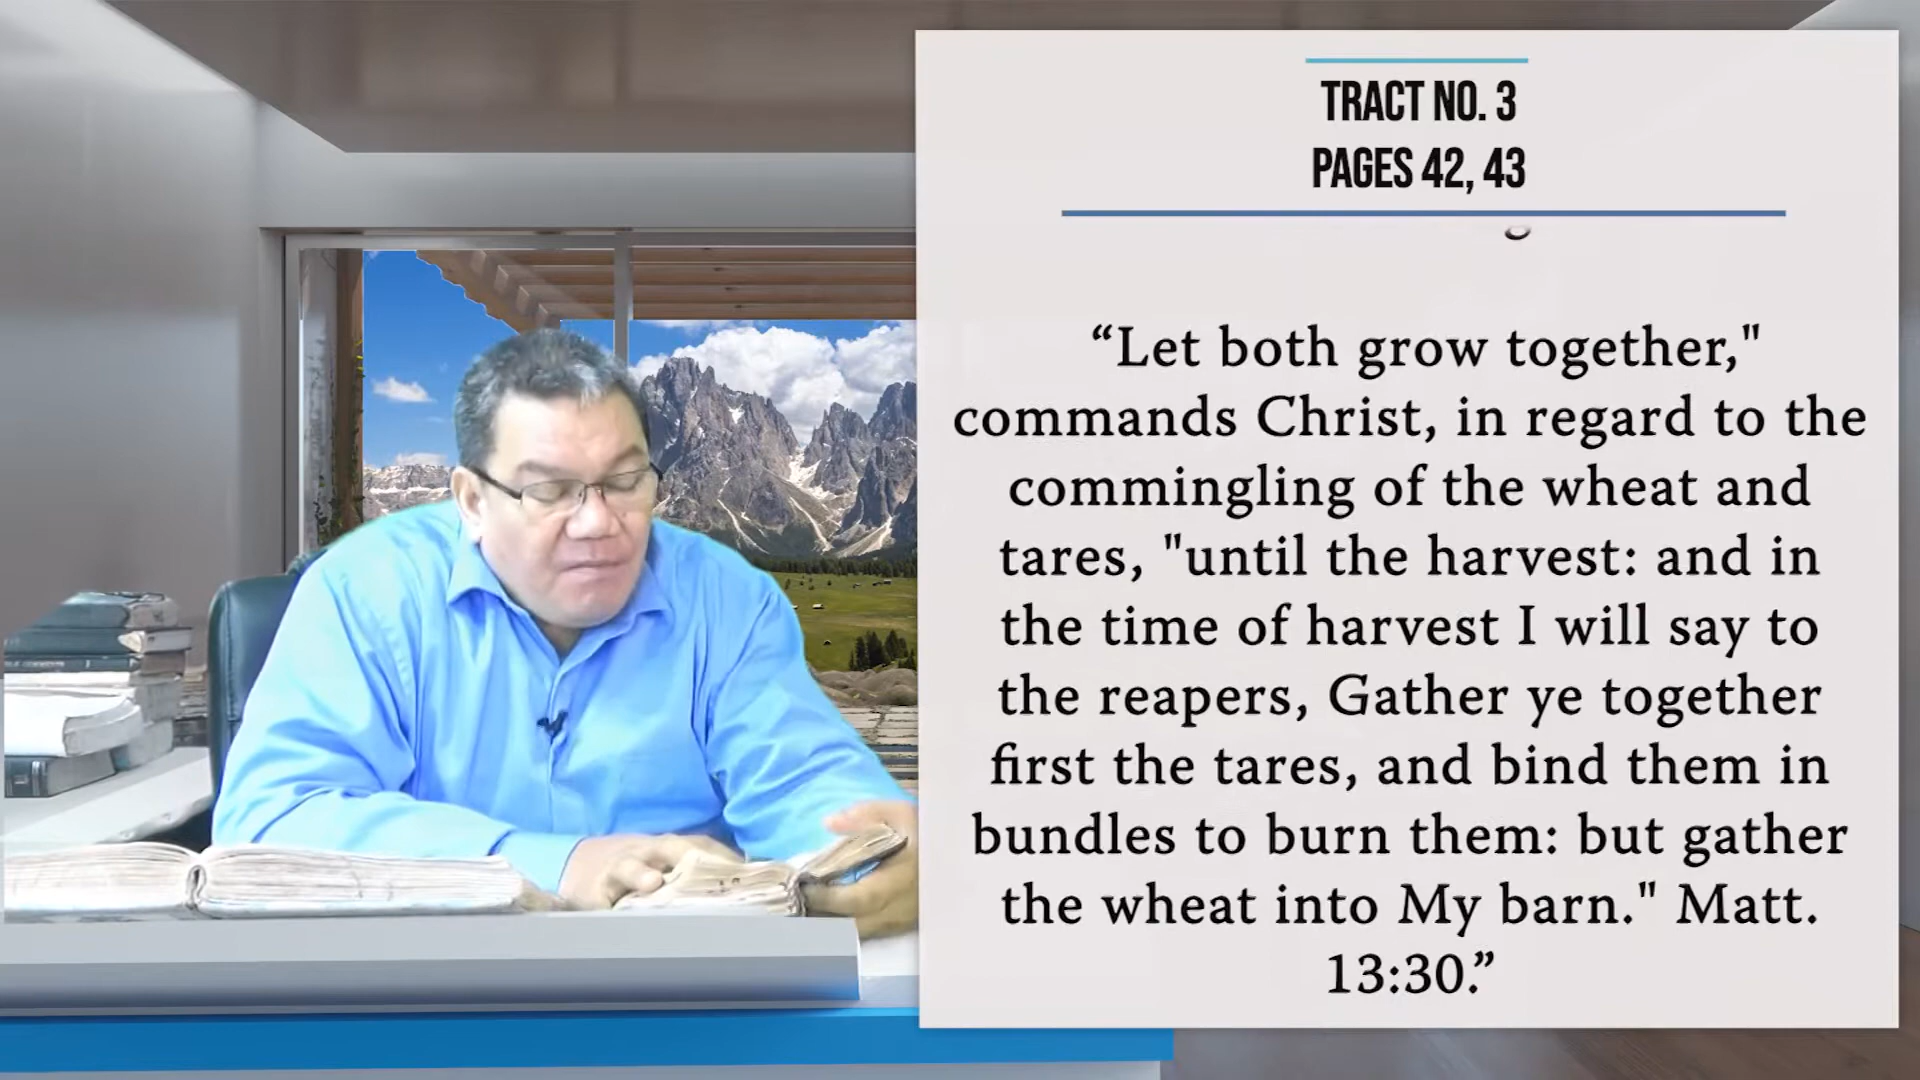 TRACT NO. 3
PAGES 42, 43
“Let both grow together,"
commands Christ, in regard to the
commingling of the wheat and
tares, "until the harvest: and in
the time of harvest I will say to
the reapers, Gather ye together
first the tares, and bind them in
bundles to burn them: but gather
the wheat into My barn." Matt.
13:30.”